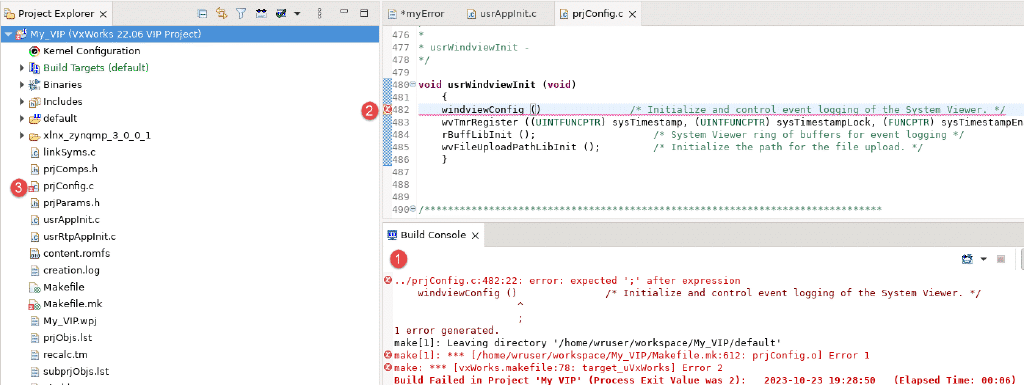 Project Explorer
My_VIP (VxWorks 22.06 VIP Project)
Kernel Configuration
Build Targets (default)
Binaries
Includes
default
xlnx_zynqmp_3_0_0_1
linkSyms.c
prjComps.h
3
prjConfig.c
prjParams.h
usrAppInit.c
usrRtpAppInit.c
content.romfs
creation.log
Makefile
Makefile.mk
My_VIP.wpj
prjObjs.lst
recalc.tm
subprjObjs.lst
*myError
usrAppInit.c
prjConfig.c
476 *
477 * usrWindviewInit -
478 */
479
480 void usrWindviewInit (void)
481 {
2
482 windviewConfig () /* Initialize and control event logging of the System Viewer. */
483 wvTmrRegister ((UINTFUNCPTR) sysTimestamp, (UINTFUNCPTR) sysTimestampLock, (FUNCPTR) sysTimestampEn
484 rBuffLibInit (); /* System Viewer ring of buffers for event logging */
485 wvFileUploadPathLibInit (); /* Initialize the path for the file upload. */
486 }
487
488
489
490 /******************************************************************************
Build Console
1
../prjConfig.c:482:22: error: expected ';' after expression
windviewConfig () /* Initialize and control event logging of the System Viewer. */
^
;
1 error generated.
make[1]: Leaving directory '/home/wruser/workspace/My_VIP/default'
make[1]: *** [/home/wruser/workspace/My_VIP/Makefile.mk:612: prjConfig.o] Error 1
make: *** [vxWorks.makefile:78: target_uVxWorks] Error 2
Build Failed in Project 'My VIP' (Process Exit Value was 2): 2023-10-23 19:28:50 (Elapsed Time: 00:06)